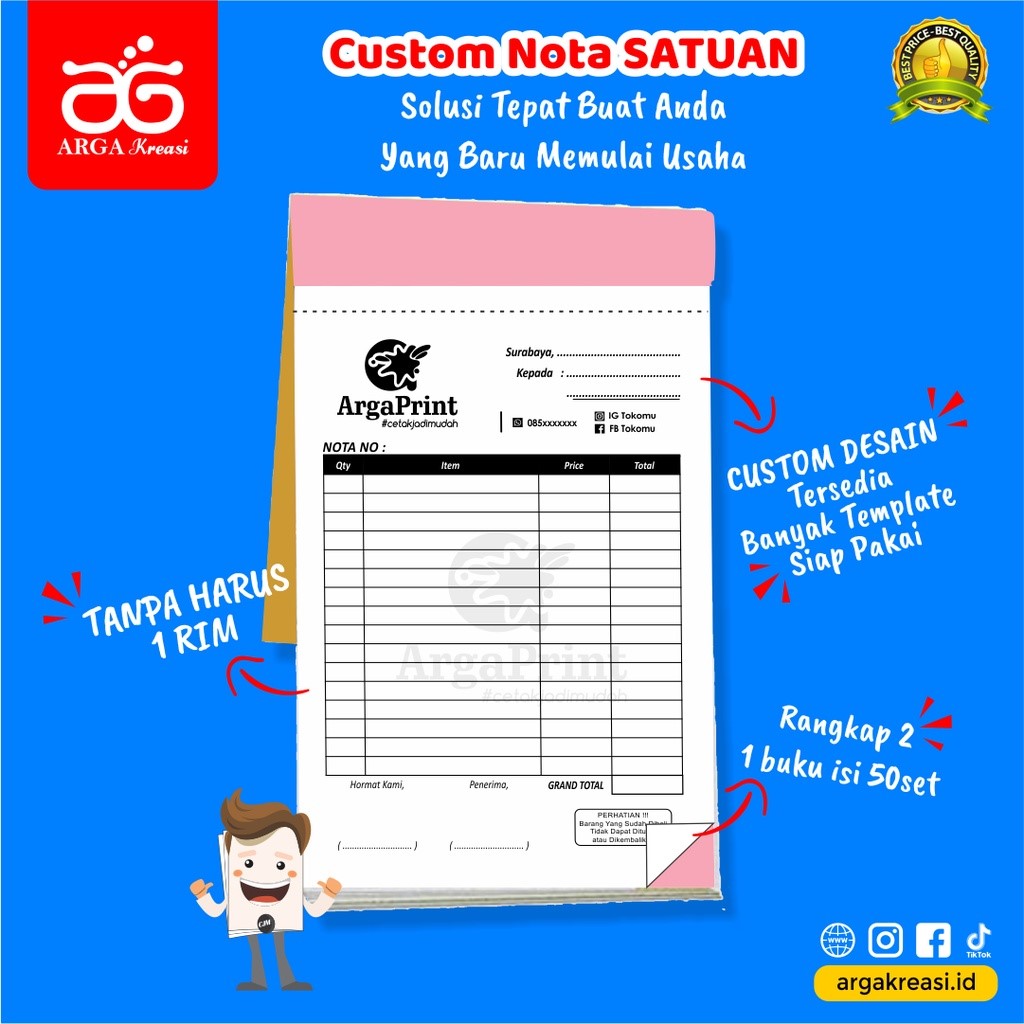 ARGA Kreasi
Custom Nota SATUAN
Solusi Tepat Buat Anda
Yang Baru Memulai Usaha
BEST PRICE-BEST QUALITY
ArgaPrint
#cetakjadimudah
Surabaya, ........................................
Kepada : .....................................
.....................................
085xxxxxxx
IG Tokomu
FB Tokomu
NOTA NO :
Qty Item Price Total
ArgaPrint
#cetakjadimudah
Hormat Kami, Penerima, GRAND TOTAL
( ........................ ) ( ........................ )
PERHATIAN !!!
Barang Yang Sudah
Tidak Dapat
atau
CUSTOM DESAIN
Tersedia
Banyak Template
Siap Pakai
TANPA HARUS
1 RIM
Rangkap 2
1 buku isi 50set
CJM
WWW
TikTok
argakreasi.id